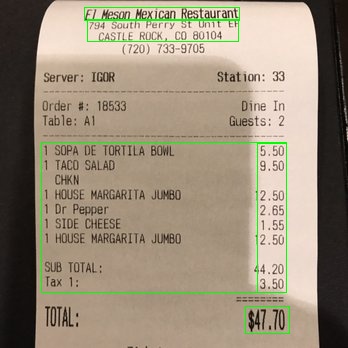 El Meson Mexican Restaurant
794 South Perry St Unit E
CASTLE ROCK, CO 80104
(720) 733-9705
Server: IGOR Station: 33
Order #: 18533 Dine In
Table: A1 Guests: 2
1 SOPA DE TORTILA BOWL 5.50
1 TACO SALAD 9.50
CHKN
1 HOUSE MARGARITA JUMBO 12.50
1 Dr Pepper 2.65
1 SIDE CHEESE 1.55
1 HOUSE MARGARITA JUMBO 12.50
SUB TOTAL: 44.20
Tax 1: 3.50
========
TOTAL: $47.70